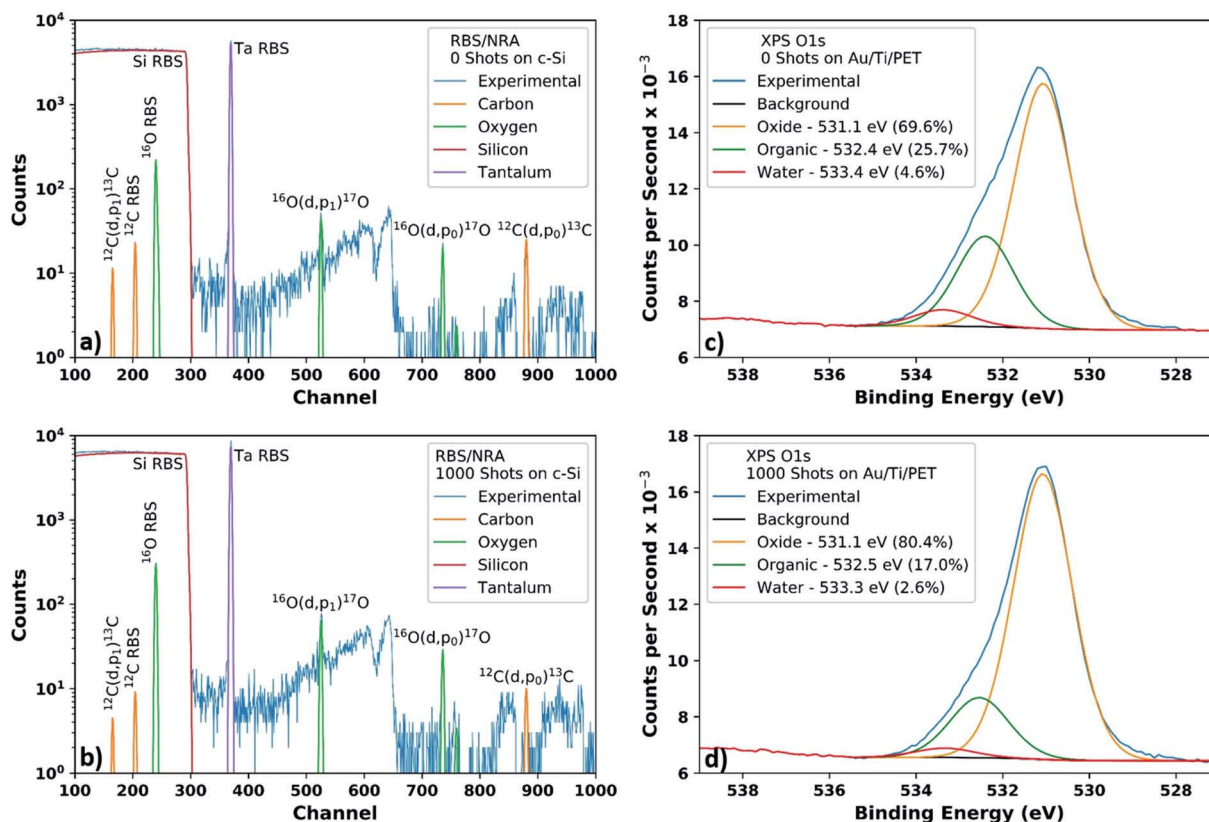 10⁴
10³
10²
10¹
10⁰
Counts
Si RBS
Ta RBS
¹²C(d,p₁)¹³C
¹²C RBS
¹⁶O RBS
¹⁶O(d,p₁)¹⁷O
¹⁶O(d,p₀)¹⁷O
¹²C(d,p₀)¹³C
RBS/NRA
0 Shots on c-Si
Experimental
Carbon
Oxygen
Silicon
Tantalum
a)
100 200 300 400 500 600 700 800 900 1000
Channel
18
16
14
12
10
8
6
Counts per Second x 10⁻³
XPS O1s
0 Shots on Au/Ti/PET
Experimental
Background
Oxide - 531.1 eV (69.6%)
Organic - 532.4 eV (25.7%)
Water - 533.4 eV (4.6%)
c)
538 536 534 532 530 528
Binding Energy (eV)
10⁴
10³
10²
10¹
10⁰
Counts
Si RBS
Ta RBS
¹²C(d,p₁)¹³C
¹²C RBS
¹⁶O RBS
¹⁶O(d,p₁)¹⁷O
¹⁶O(d,p₀)¹⁷O
¹²C(d,p₀)¹³C
RBS/NRA
1000 Shots on c-Si
Experimental
Carbon
Oxygen
Silicon
Tantalum
b)
100 200 300 400 500 600 700 800 900 1000
Channel
18
16
14
12
10
8
6
Counts per Second x 10⁻³
XPS O1s
1000 Shots on Au/Ti/PET
Experimental
Background
Oxide - 531.1 eV (80.4%)
Organic - 532.5 eV (17.0%)
Water - 533.3 eV (2.6%)
d)
538 536 534 532 530 528
Binding Energy (eV)